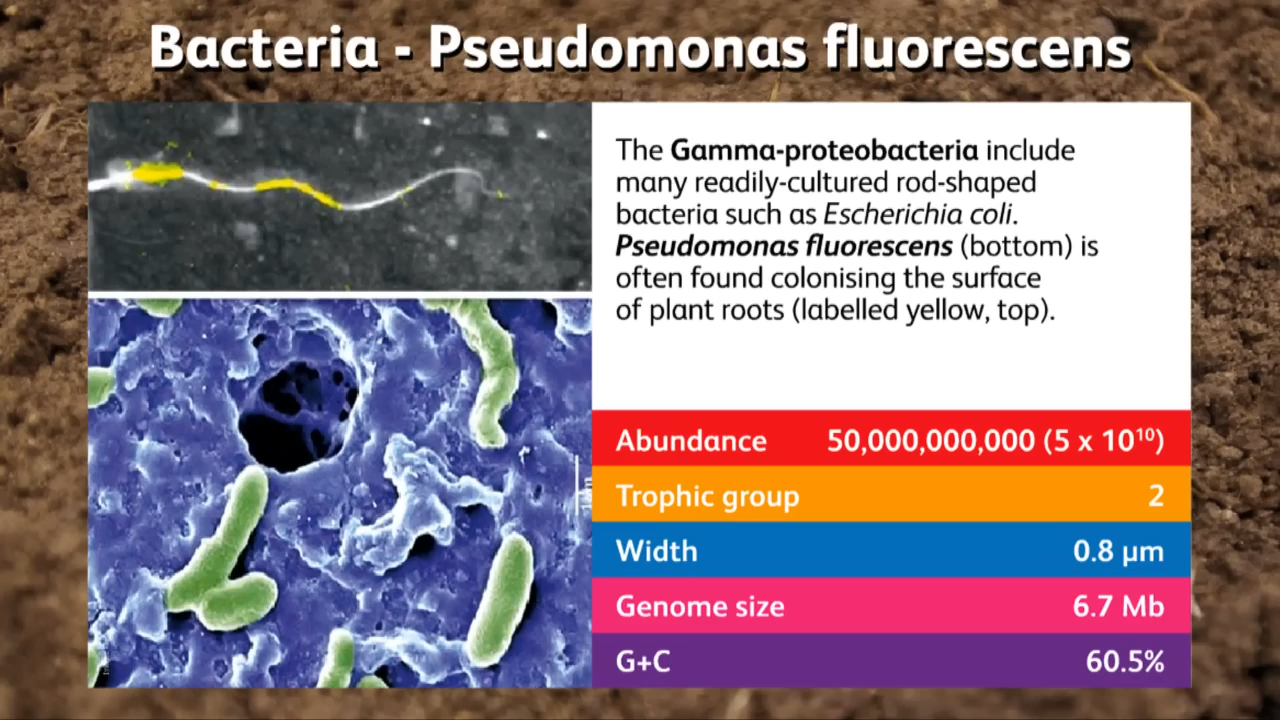 Bacteria - Pseudomonas fluorescens
The Gamma-proteobacteria include
many readily-cultured rod-shaped
bacteria such as Escherichia coli.
Pseudomonas fluorescens (bottom) is
often found colonising the surface
of plant roots (labelled yellow, top).
Abundance 50,000,000,000 (5 x 10¹⁰)
Trophic group 2
Width 0.8 µm
Genome size 6.7 Mb
G+C 60.5%